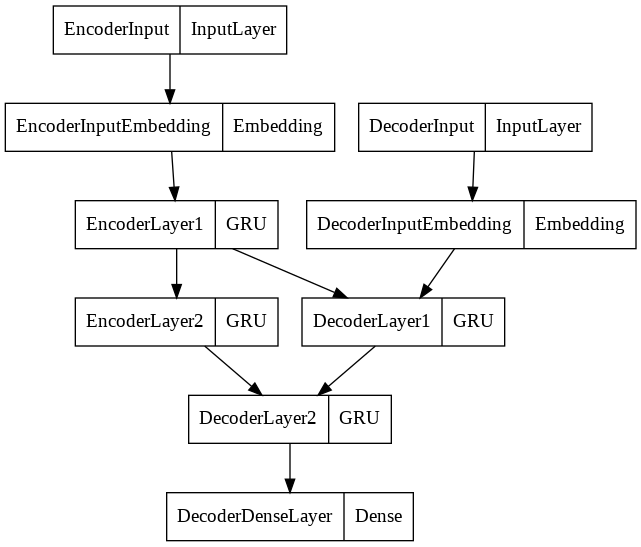 EncoderInput InputLayer
EncoderInputEmbedding Embedding
DecoderInput InputLayer
EncoderLayer1 GRU
DecoderInputEmbedding Embedding
EncoderLayer2 GRU
DecoderLayer1 GRU
DecoderLayer2 GRU
DecoderDenseLayer Dense